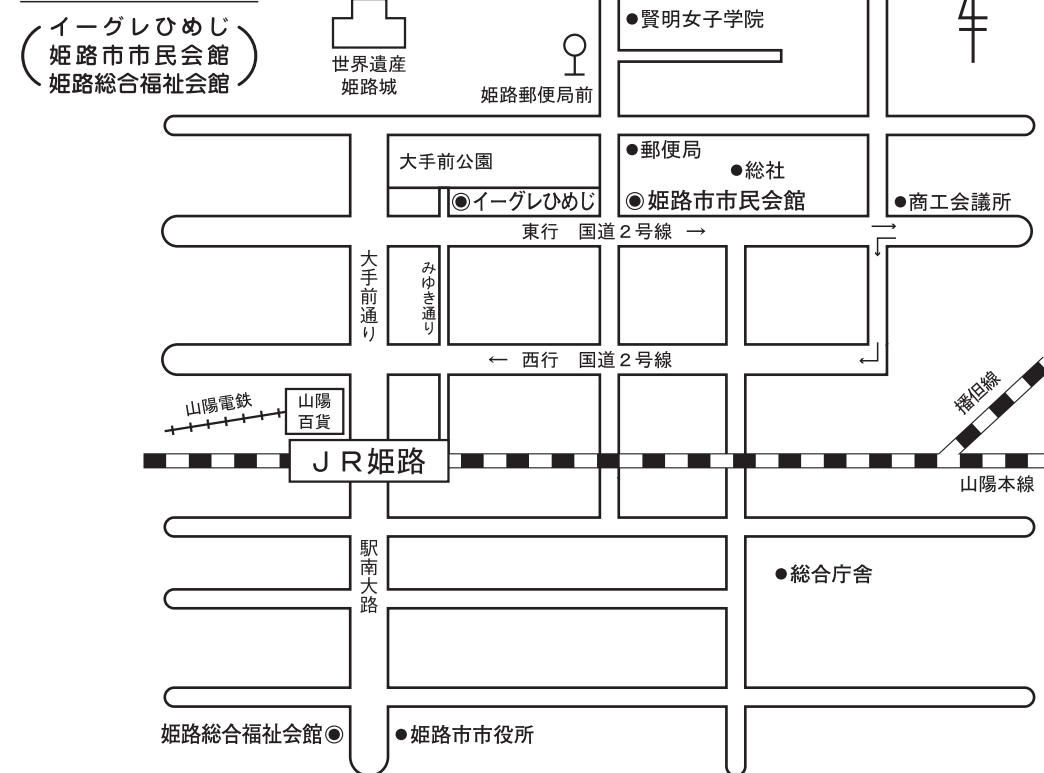 イーグレひめじ
姫路市市民会館
姫路総合福祉会館
世界遺産
姫路城
姫路郵便局前
●賢明女子学院
大手前公園
●郵便局
●総社
◉イーグレひめじ
◉姫路市市民会館
●商工会議所
東行 国道2号線 →
大手前通り
みゆき通り
← 西行 国道2号線
山陽電鉄
山陽
百貨
JR姫路
播但線
山陽本線
駅南大路
●総合庁舎
姫路総合福祉会館◉
●姫路市市役所